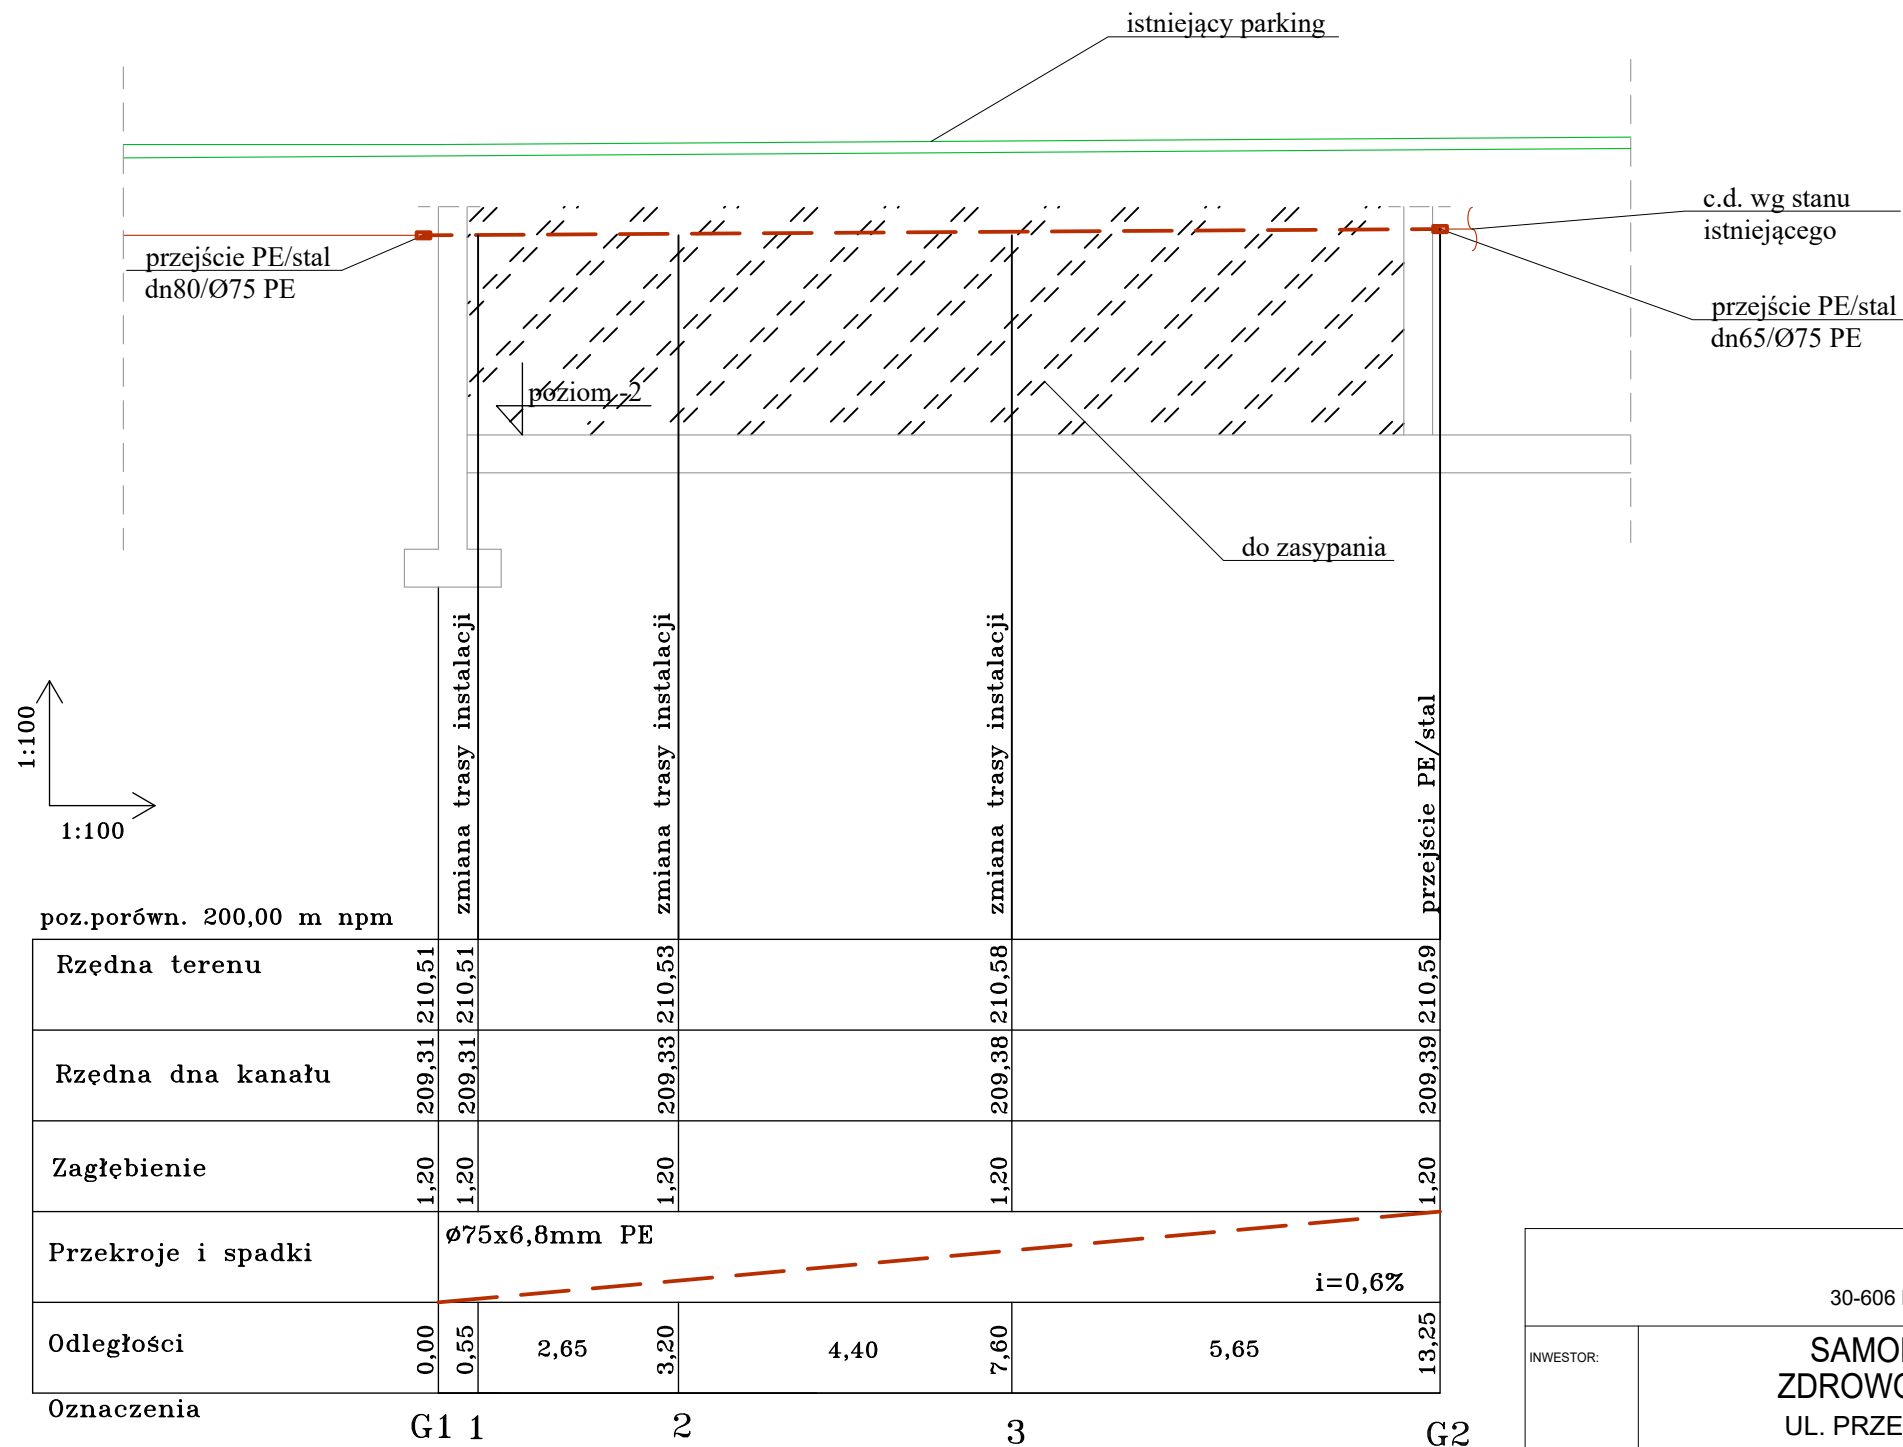 istniejący parking
c.d. wg stanu
istniejącego
przejście PE/stal
dn80/Ø75 PE
przejście PE/stal
dn65/Ø75 PE
poziom -2
do zasypania
zmiana trasy instalacji
zmiana trasy instalacji
zmiana trasy instalacji
przejście PE/stal
1:100
1:100
poz.porówn. 200,00 m npm
Rzędna terenu 210,51 210,51 210,53 210,58 210,59
Rzędna dna kanału 209,31 209,31 209,33 209,38 209,39
Zagłębienie 1,20 1,20 1,20 1,20 1,20
Przekroje i spadki ø75x6,8mm PE i=0,6%
Odległości 0,00 0,55 2,65 3,20 4,40 7,60 5,65 13,25
Oznaczenia G1 1 2 3 G2
30-606
INWESTOR:
SAMO
ZDROWO
UL. PRZE